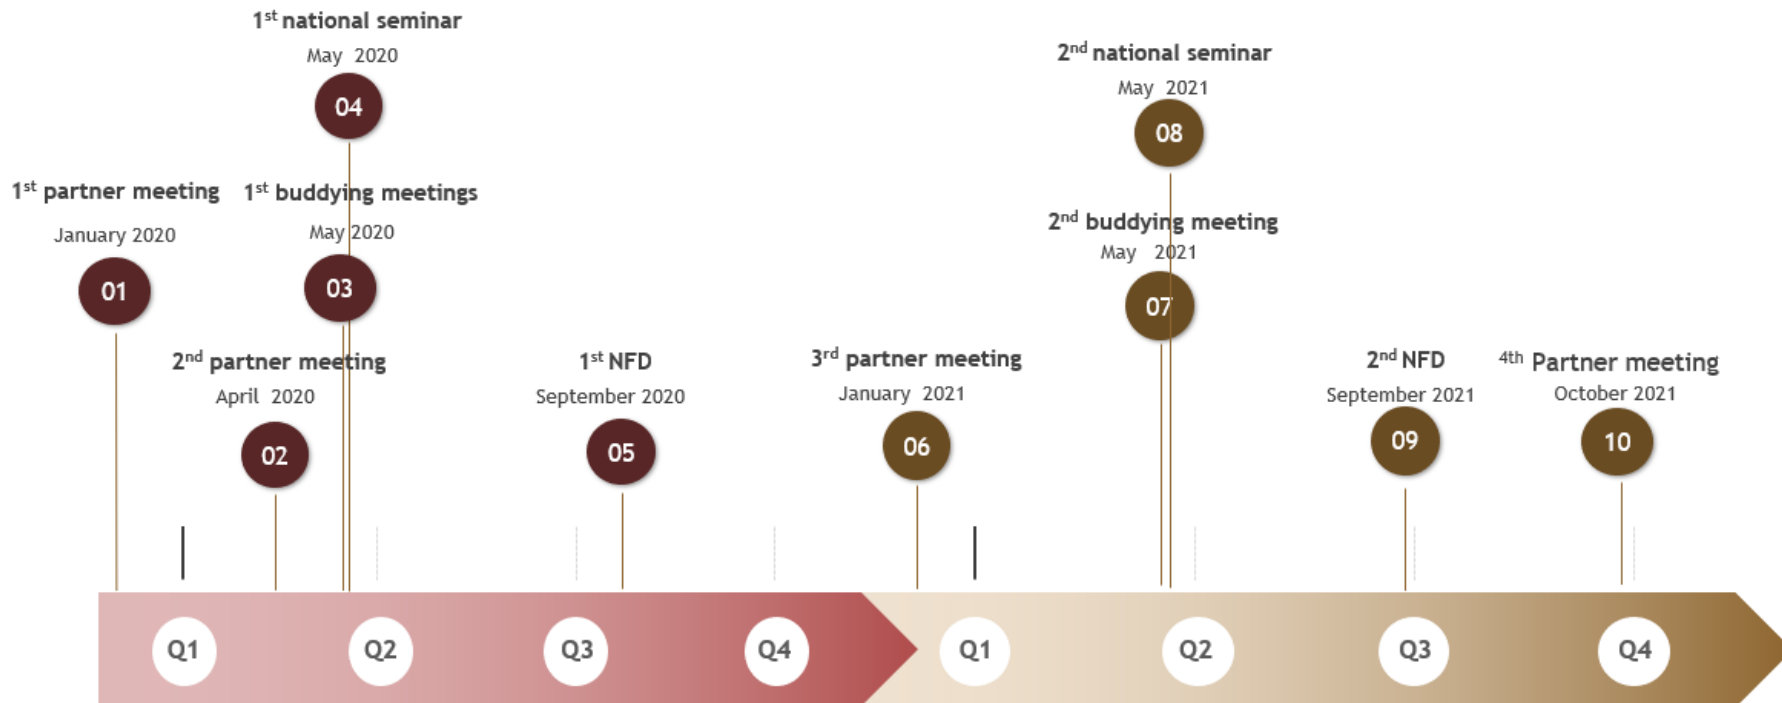 1st national seminar
May 2020
04
1st partner meeting
January 2020
01
1st buddying meetings
May 2020
03
2nd partner meeting
April 2020
02
1st NFD
September 2020
05
3rd partner meeting
January 2021
06
2nd national seminar
May 2021
08
2nd buddying meeting
May 2021
07
2nd NFD
September 2021
09
4th Partner meeting
October 2021
10
Q1 Q2 Q3 Q4 Q1 Q2 Q3 Q4